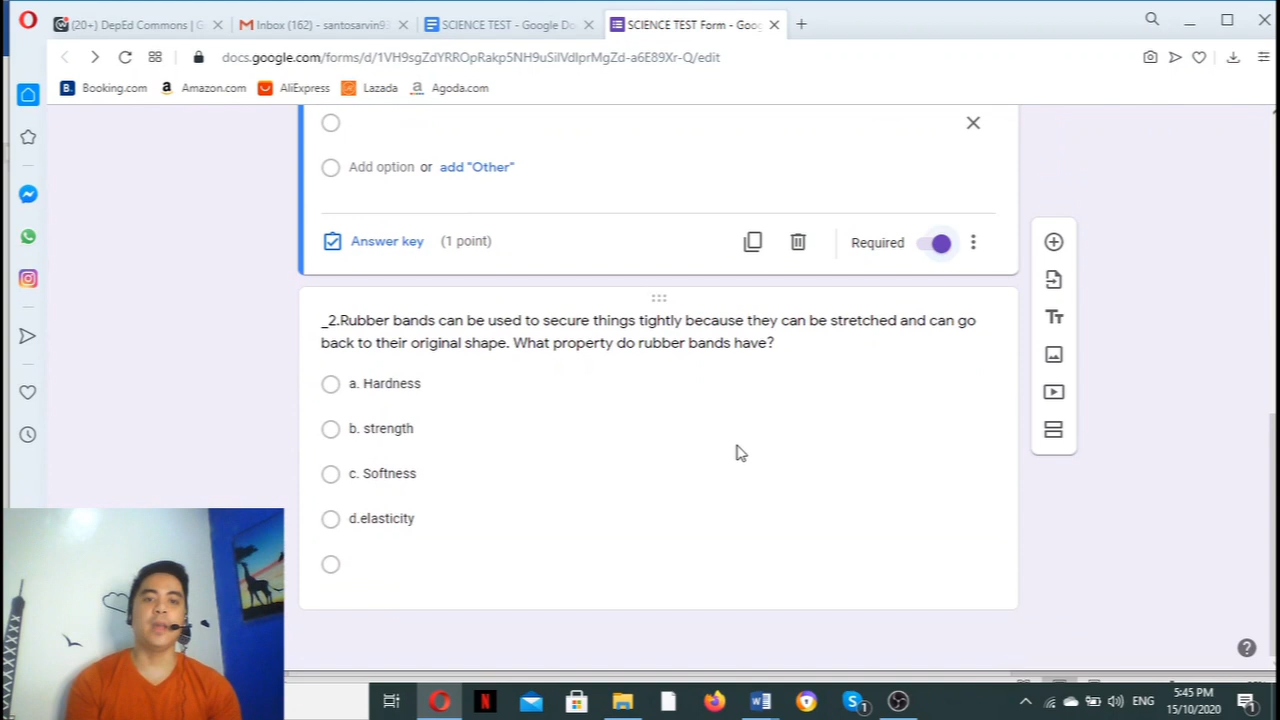 (20+) DepEd Commons | G
Inbox (162) - santosarvin9
SCIENCE TEST - Google Do
SCIENCE TEST Form - Goog
docs.google.com/forms/d/1VH9sgZdYRROpRakp5NH9uSilVdIprMgZd-a6E89Xr-Q/edit
B. Booking.com
a Amazon.com
AliExpress
Lazada
a Agoda.com
Add option or add "Other"
Answer key (1 point)
Required
_2.Rubber bands can be used to secure things tightly because they can be stretched and can go
back to their original shape. What property do rubber bands have?
a. Hardness
b. strength
c. Softness
d.elasticity
Tт
ENG
5:45 PM
15/10/2020